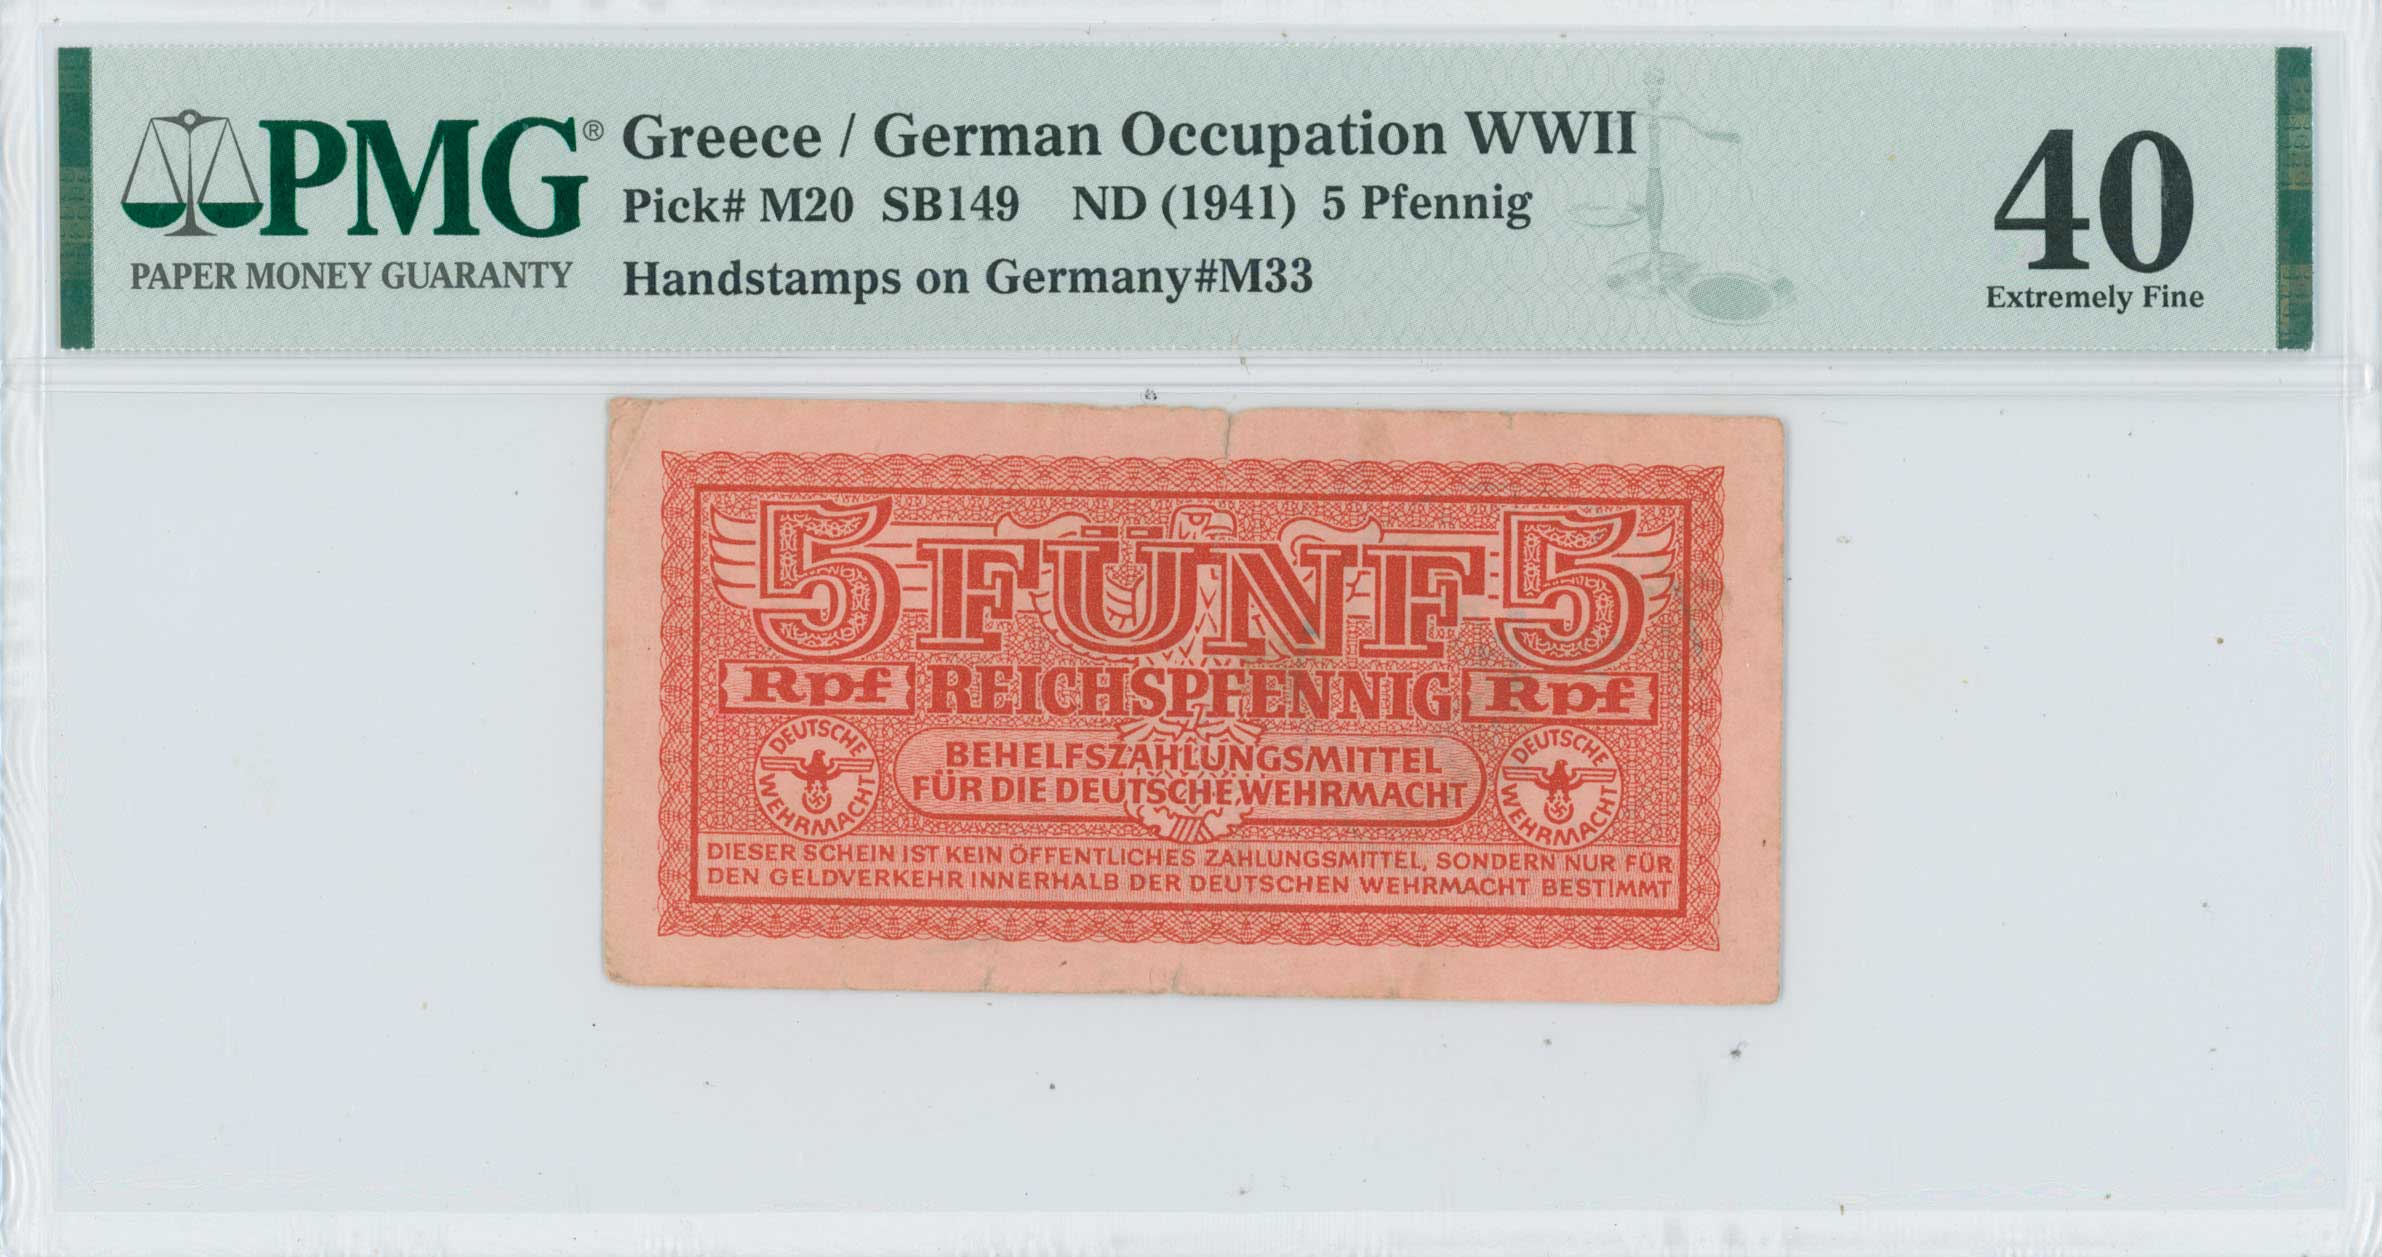 PMG®
PAPER MONEY GUARANTY
Greece / German Occupation WWII
Pick# M20 SB149 ND (1941) 5 Pfennig
Handstamps on Germany#M33
40
Extremely Fine
5 FÜNF 5
Rpf REICHSPFENNIG Rpf
DEUTSCHE WEHRMACHT
BEHELFSZAHLUNGSMITTEL
FÜR DIE DEUTSCHE WEHRMACHT
DEUTSCHE WEHRMACHT
DIESER SCHEIN IST KEIN ÖFFENTLICHES ZAHLUNGSMITTEL, SONDERN NUR FÜR
DEN GELDVERKEHR INNERHALB DER DEUTSCHEN WEHRMACHT BESTIMMT